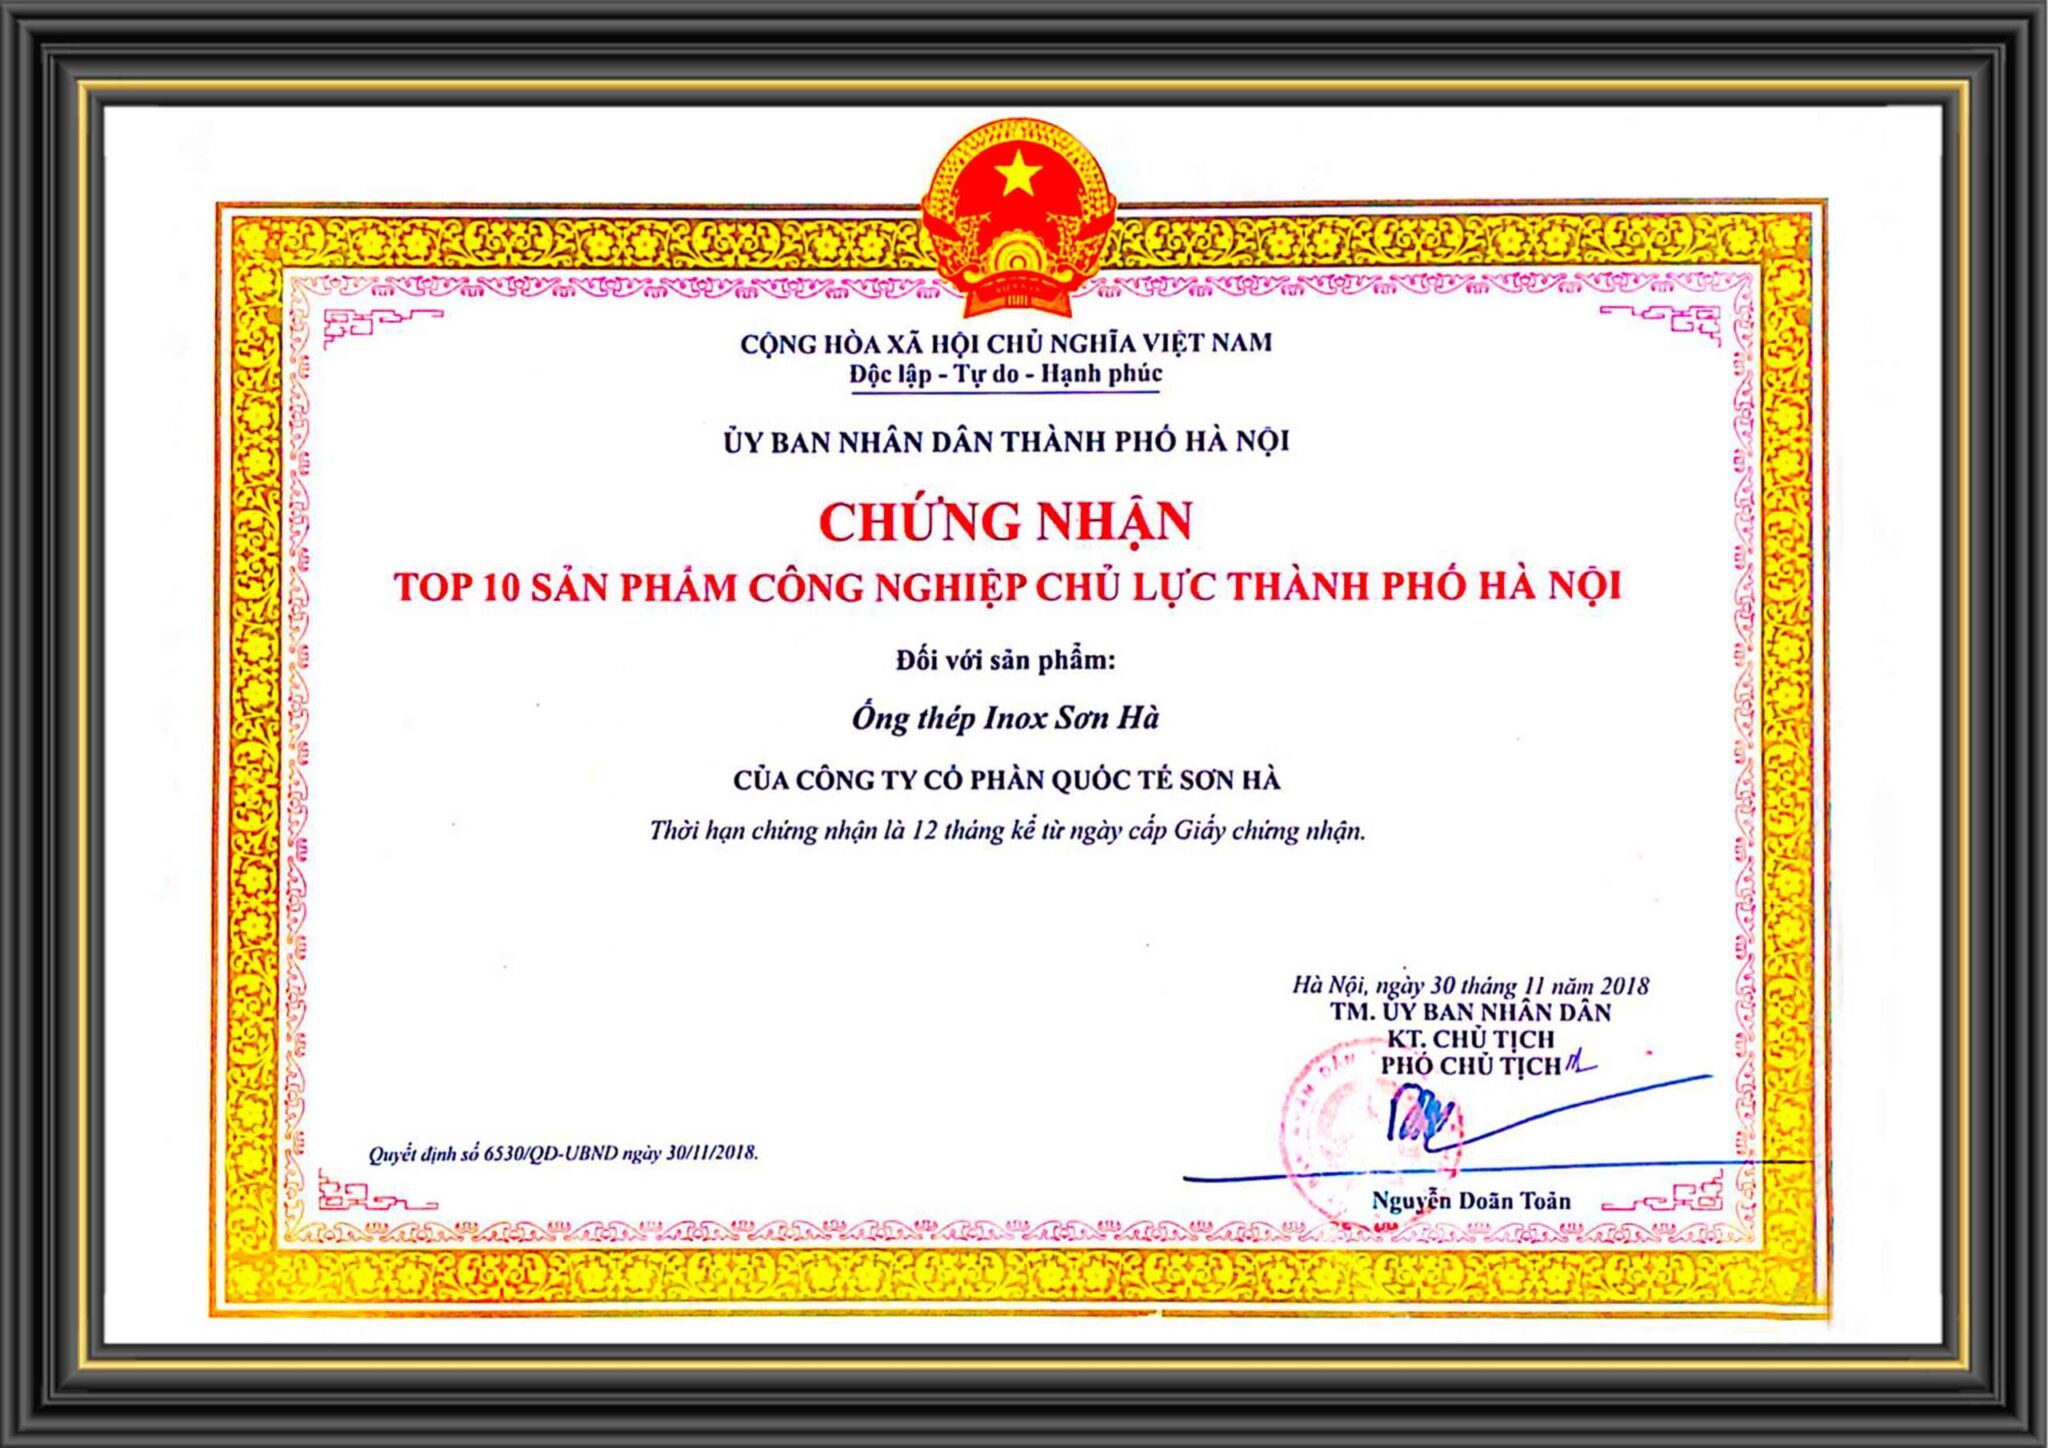 CỘNG HÒA XÃ HỘI CHỦ NGHĨA VIỆT NAM
Độc lập - Tự do - Hạnh phúc
ỦY BAN NHÂN DÂN THÀNH PHỐ HÀ NỘI
CHỨNG NHẬN
TOP 10 SẢN PHẨM CÔNG NGHIỆP CHỦ LỰC THÀNH PHỐ HÀ NỘI
Đối với sản phẩm:
Ống thép Inox Sơn Hà
CỦA CÔNG TY CỔ PHẦN QUỐC TẾ SƠN HÀ
Thời hạn chứng nhận là 12 tháng kể từ ngày cấp Giấy chứng nhận.
Hà Nội, ngày 30 tháng 11 năm 2018
TM. ỦY BAN NHÂN DÂN
KT. CHỦ TỊCH
PHÓ CHỦ TỊCH
Quyết định số 6530/QĐ-UBND ngày 30/11/2018.
Nguyễn Doãn Toản